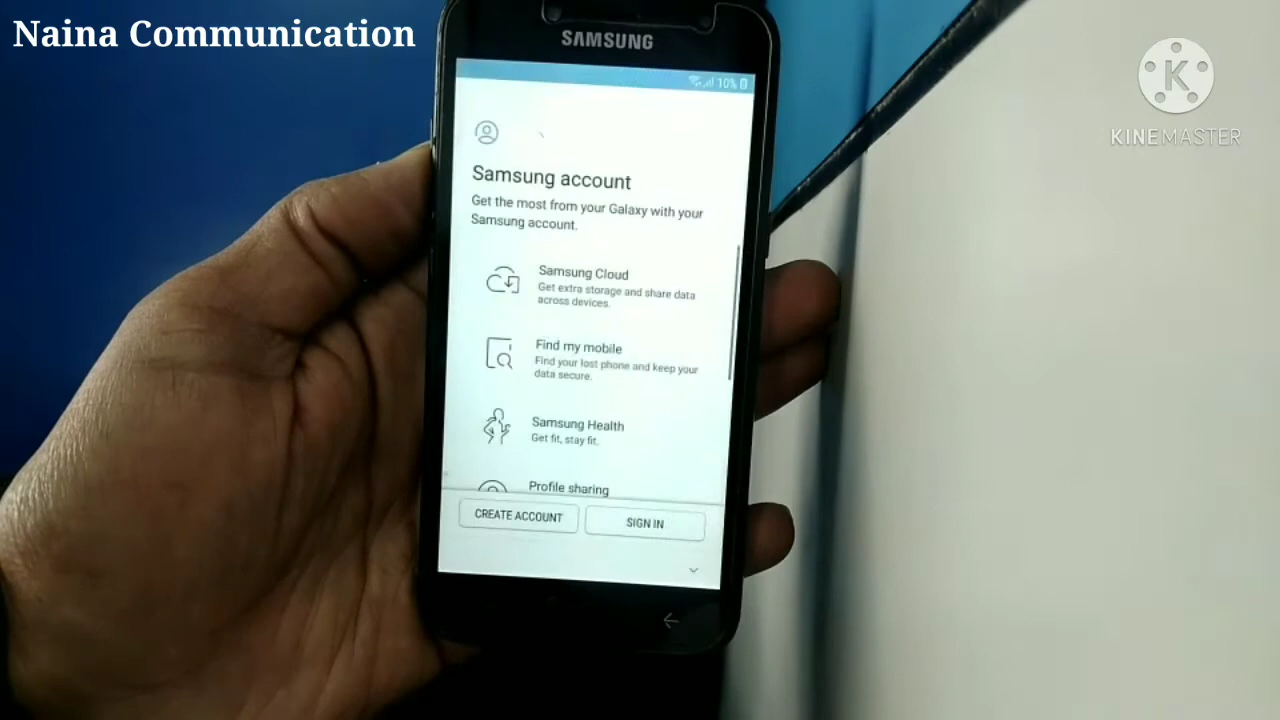 Naina Communication
SAMSUNG
10%
K
KINEMASTER
Samsung account
Get the most from your Galaxy with your
Samsung account.
Samsung Cloud
Get extra storage and share data
across devices.
Find my mobile
Find your lost phone and keep your
data secure.
Samsung Health
Get fit, stay fit.
Profile sharing
CREATE ACCOUNT
SIGN IN